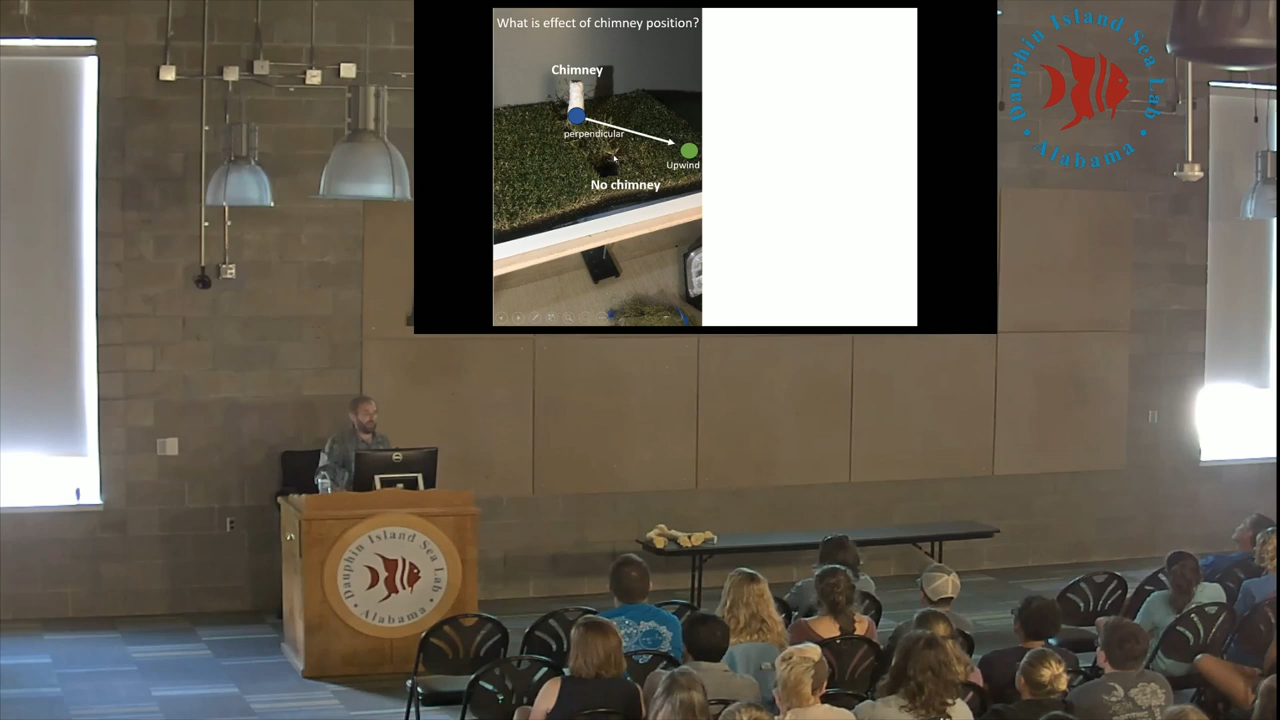 What is effect of chimney position?
Chimney
perpendicular
Upwind
No chimney
Dauphin Island Sea Lab
Alabama
DELL
Dauphin Island Sea Lab
Alabama